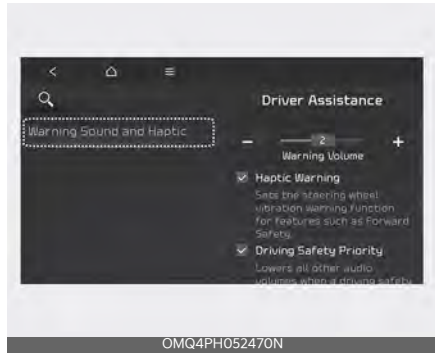 Driver Assistance
Warning Sound and Haptic
- 2 +
Warning Volume
Haptic Warning
Sets the steering wheel
vibration warning function
for features such as Forward
Safety.
Driving Safety Priority
Lowers all other audio
volumes when a driving safety
OMQ4PH052470N